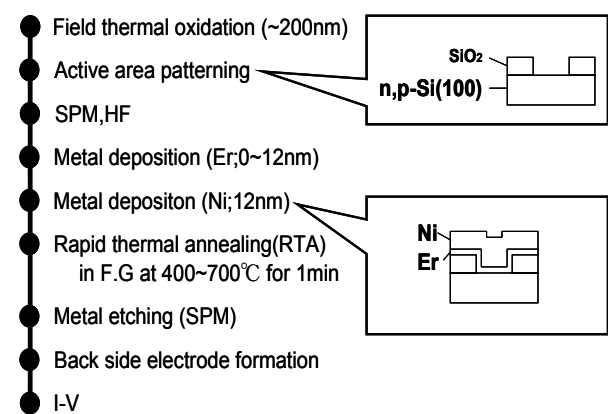 Field thermal oxidation (~200nm)
Active area patterning
SiO₂
n,p-Si(100)
SPM,HF
Metal deposition (Er;0~12nm)
Metal depositon (Ni;12nm)
Ni
Er
Rapid thermal annealing(RTA)
in F.G at 400~700℃ for 1min
Metal etching (SPM)
Back side electrode formation
I-V